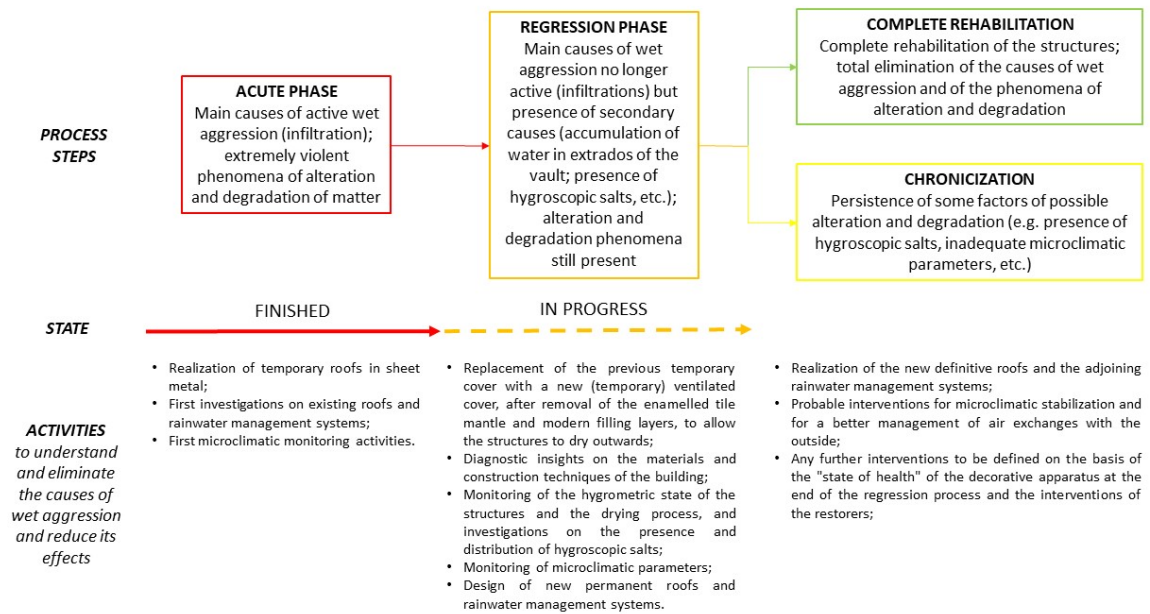 PROCESS
STEPS
ACUTE PHASE
Main causes of active wet
aggression (infiltration);
extremely violent
phenomena of alteration
and degradation of matter
REGRESSION PHASE
Main causes of wet
aggression no longer
active (infiltrations) but
presence of secondary
causes (accumulation of
water in extrados of the
vault; presence of
hygroscopic salts, etc.);
alteration and
degradation phenomena
still present
COMPLETE REHABILITATION
Complete rehabilitation of the structures;
total elimination of the causes of wet
aggression and of the phenomena of
alteration and degradation
CHRONICIZATION
Persistence of some factors of possible
alteration and degradation (e.g. presence of
hygroscopic salts, inadequate microclimatic
parameters, etc.)
STATE
FINISHED
IN PROGRESS
ACTIVITIES
to understand
and eliminate
the causes of
wet aggression
and reduce its
effects
• Realization of temporary roofs in sheet
metal;
• First investigations on existing roofs and
rainwater management systems;
• First microclimatic monitoring activities.
• Replacement of the previous temporary
cover with a new (temporary) ventilated
cover, after removal of the enamelled tile
mantle and modern filling layers, to allow
the structures to dry outwards;
• Diagnostic insights on the materials and
construction techniques of the building;
• Monitoring of the hygrometric state of the
structures and the drying process, and
investigations on the presence and
distribution of hygroscopic salts;
• Monitoring of microclimatic parameters;
• Design of new permanent roofs and
rainwater management systems.
• Realization of the new definitive roofs and the adjoining
rainwater management systems;
• Probable interventions for microclimatic stabilization and
for a better management of air exchanges with the
outside;
• Any further interventions to be defined on the basis of
the "state of health" of the decorative apparatus at the
end of the regression process and the interventions of
the restorers;